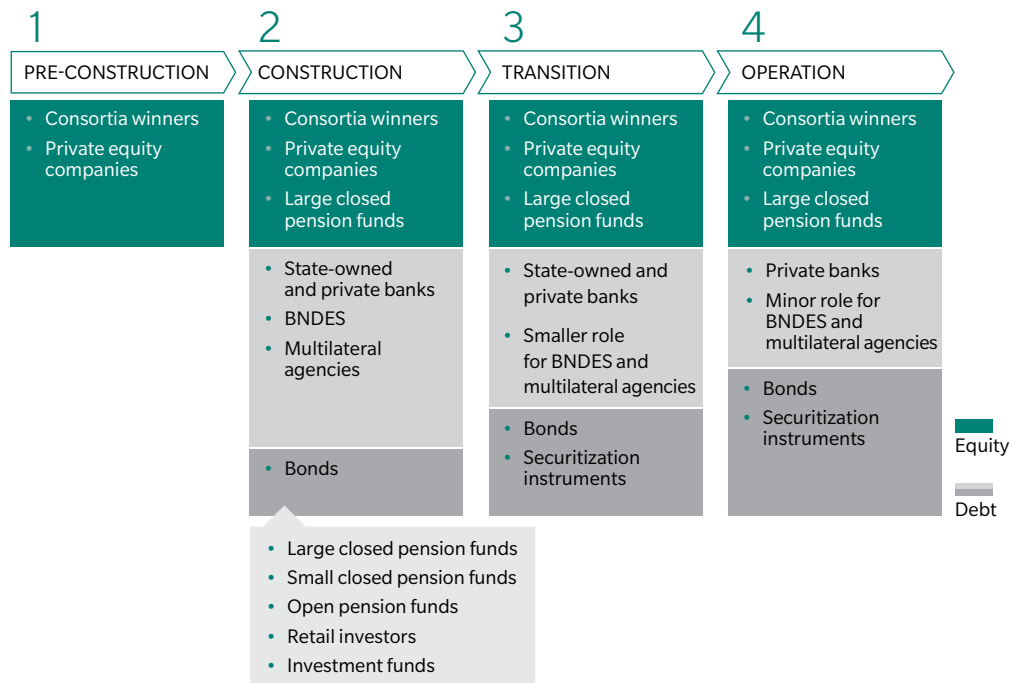 1
PRE-CONSTRUCTION
• Consortia winners
• Private equity
companies
2
CONSTRUCTION
• Consortia winners
• Private equity
companies
• Large closed
pension funds
• State-owned
and private banks
• BNDES
• Multilateral
agencies
• Bonds
• Large closed pension funds
• Small closed pension funds
• Open pension funds
• Retail investors
• Investment funds
3
TRANSITION
• Consortia winners
• Private equity
companies
• Large closed
pension funds
• State-owned and
private banks
• Smaller role
for BNDES and
multilateral agencies
• Bonds
• Securitization
instruments
4
OPERATION
• Consortia winners
• Private equity
companies
• Large closed
pension funds
• Private banks
• Minor role for
BNDES and
multilateral agencies
• Bonds
• Securitization
instruments
Equity
Debt